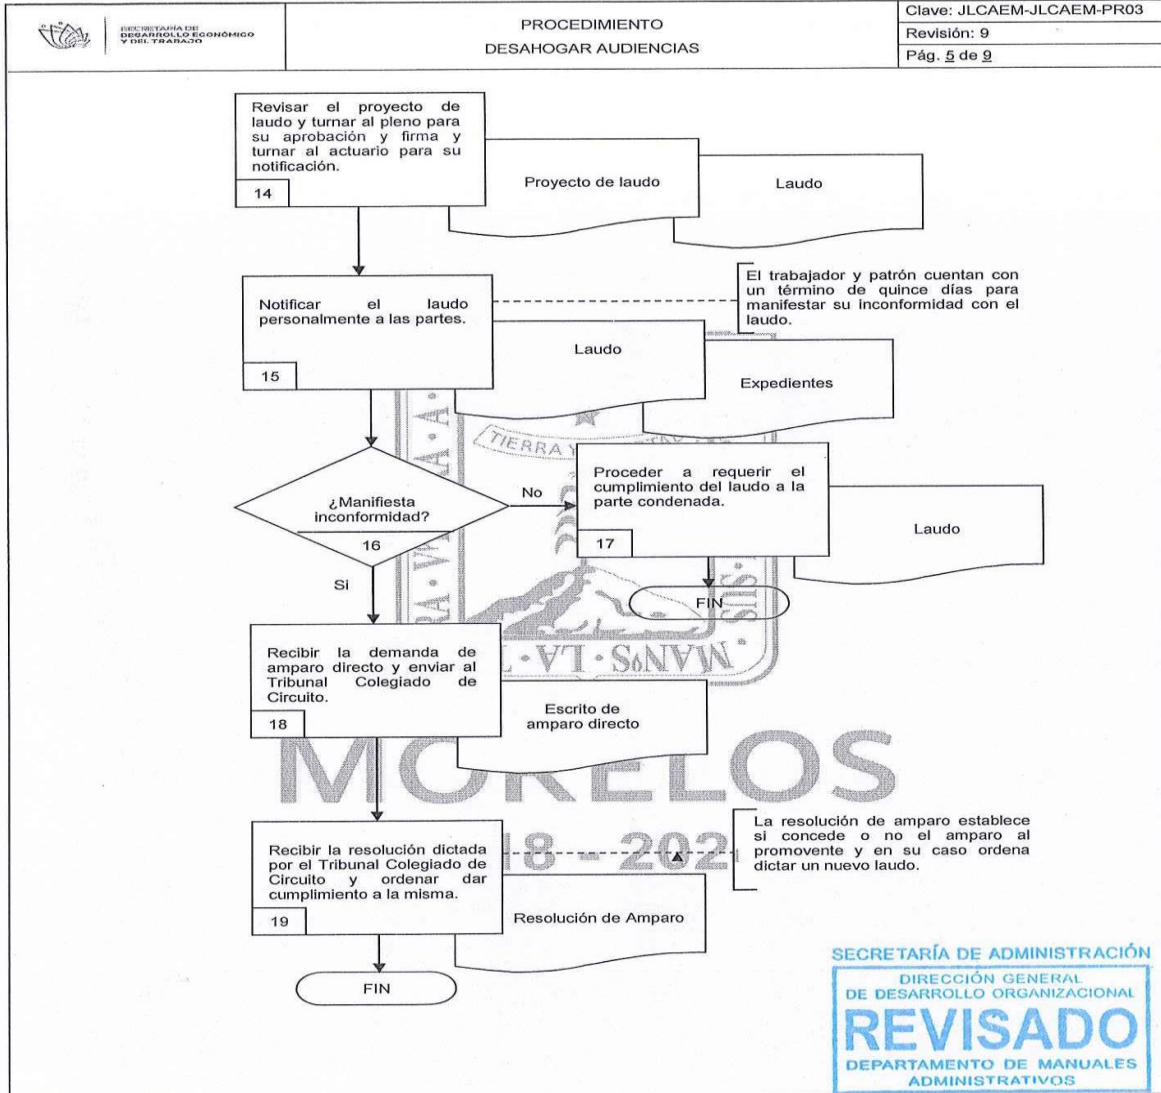 SECRETARÍA DE
DESARROLLO ECONÓMICO
Y DEL TRABAJO
PROCEDIMIENTO
DESAHOGAR AUDIENCIAS
Clave: JLCAEM-JLCAEM-PR03
Revisión: 9
Pág. 5 de 9
Revisar el proyecto de
laudo y turnar al pleno para
su aprobación y firma y
turnar al actuario para su
notificación.
14
Proyecto de laudo
Laudo
Notificar el laudo
personalmente a las partes.
15
El trabajador y patrón cuentan con
un término de quince días para
manifestar su inconformidad con el
laudo.
Laudo
Expedientes
TIERRA Y
¿Manifiesta
inconformidad?
16
No
Proceder a requerir el
cumplimiento del laudo a la
parte condenada.
17
Laudo
Si
FIN
SUS
MANºS · LA · T
Recibir la demanda de
amparo directo y enviar al
Tribunal Colegiado de
Circuito.
18
Escrito de
amparo directo
MORELOS
18 - 202
Recibir la resolución dictada
por el Tribunal Colegiado de
Circuito y ordenar dar
cumplimiento a la misma.
19
La resolución de amparo establece
si concede o no el amparo al
promovente y en su caso ordena
dictar un nuevo laudo.
Resolución de Amparo
FIN
SECRETARÍA DE ADMINISTRACIÓN
DIRECCIÓN GENERAL
DE DESARROLLO ORGANIZACIONAL
REVISADO
DEPARTAMENTO DE MANUALES
ADMINISTRATIVOS